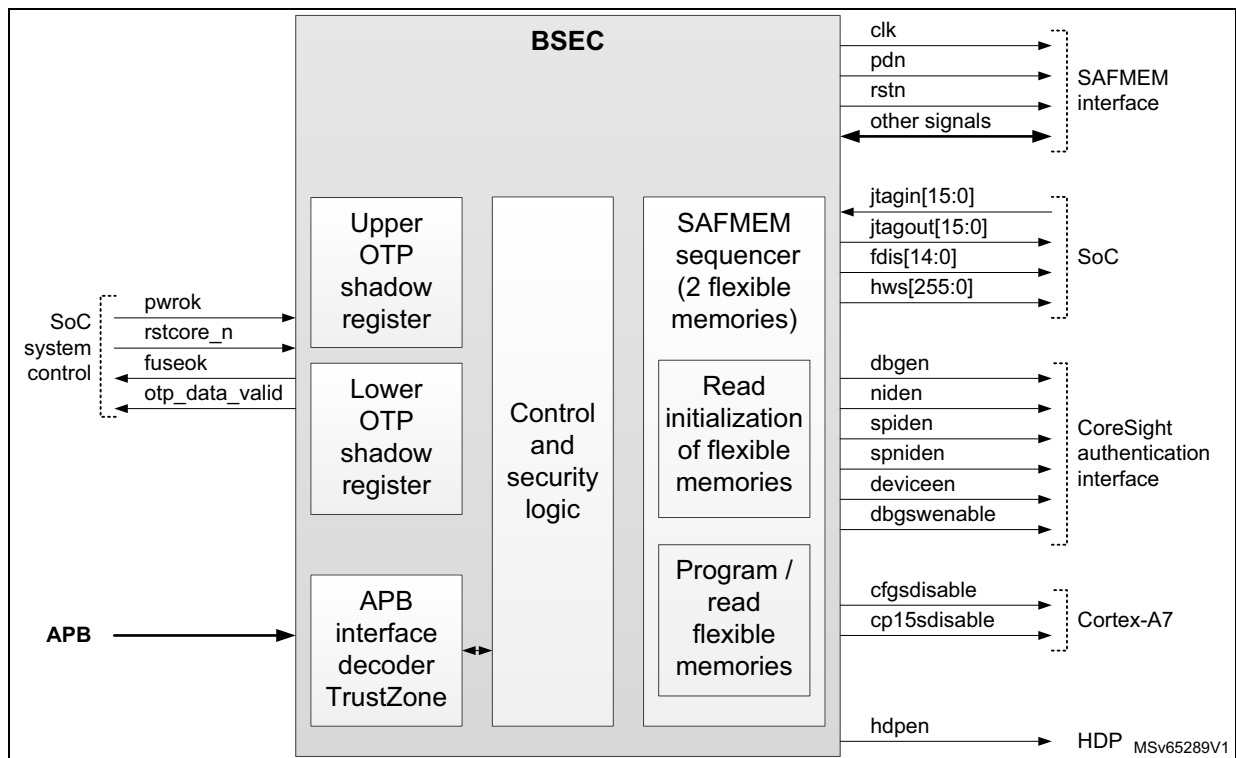 BSEC
SoC
system
control
pwrok
rstcore_n
fuseok
otp_data_valid
APB
Upper
OTP
shadow
register
Lower
OTP
shadow
register
APB
interface
decoder
TrustZone
Control
and
security
logic
SAFMEM
sequencer
(2 flexible
memories)
Read
initialization
of flexible
memories
Program /
read
flexible
memories
clk
pdn
rstn
other signals
SAFMEM
interface
jtagin[15:0]
jtagout[15:0]
fdis[14:0]
hws[255:0]
SoC
dbgen
niden
spiden
spniden
deviceen
dbgswenable
CoreSight
authentication
interface
cfgsdisable
cp15sdisable
Cortex-A7
hdpen
HDP
MSv65289V1